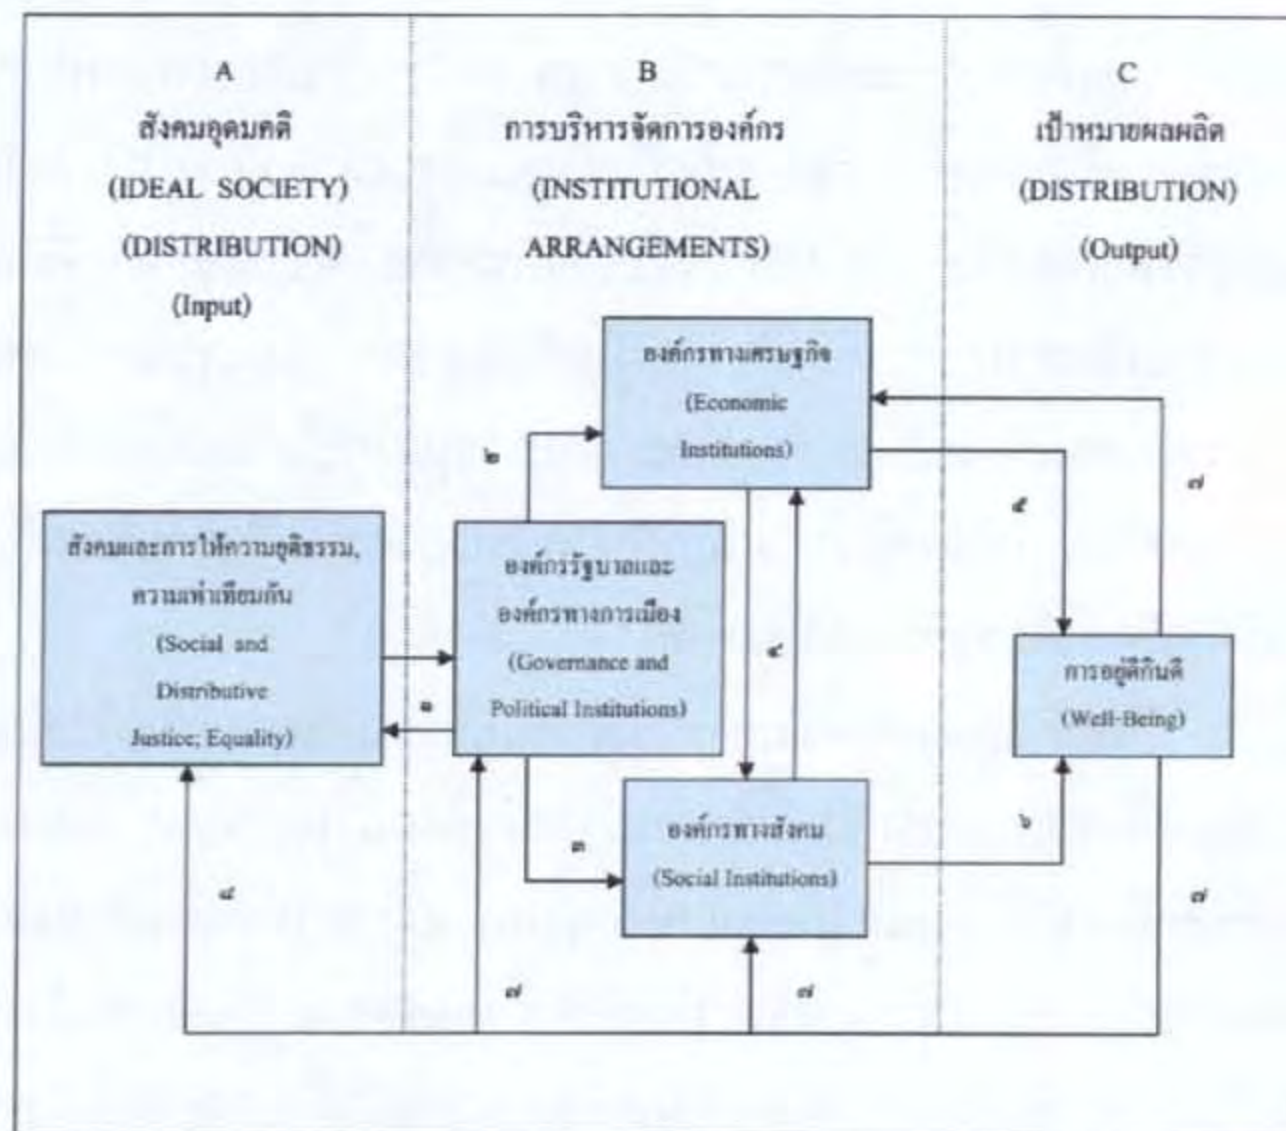 A
สังคมอุดมคติ
(IDEAL SOCIETY)
(DISTRIBUTION)
(Input)
B
การบริหารจัดการองค์กร
(INSTITUTIONAL
ARRANGEMENTS)
C
เป้าหมายผลผลิต
(DISTRIBUTION)
(Output)
องค์กรทางเศรษฐกิจ
(Economic
Institutions)
๒
๗
๕
สังคมและการให้ความยุติธรรม,
ความเท่าเทียมกัน
(Social and
Distributive
Justice; Equality)
๑
องค์กรรัฐบาลและ
องค์กรทางการเมือง
(Governance and
Political Institutions)
๔
การอยู่ดีกินดี
(Well-Being)
๓
องค์กรทางสังคม
(Social Institutions)
๖
๘
๗
๗
๗